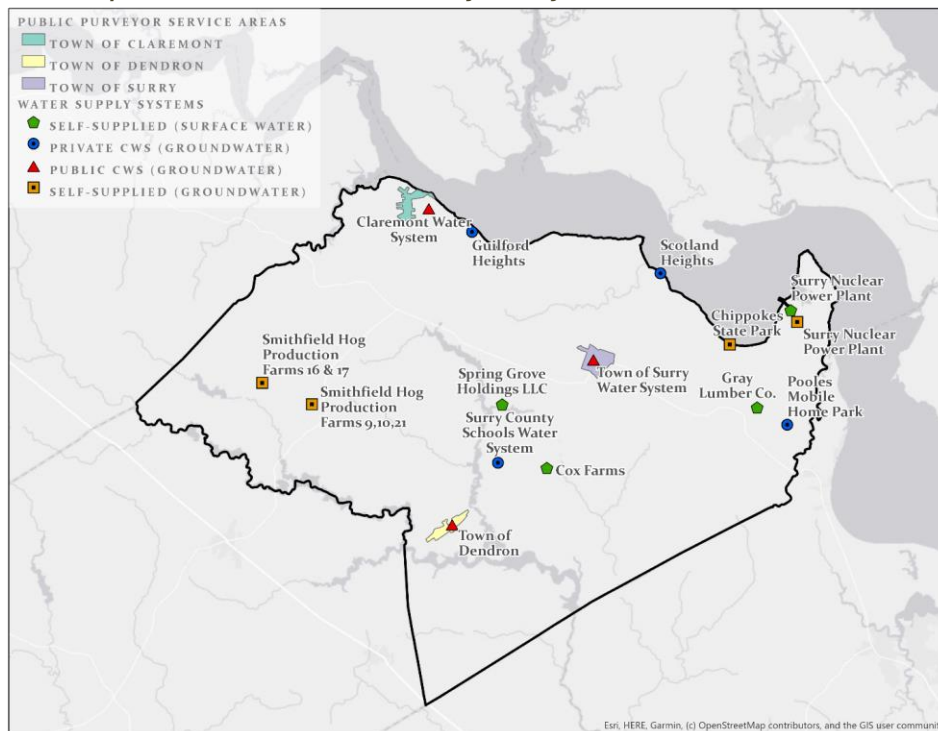 PUBLIC PURVEYOR SERVICE AREAS
TOWN OF CLAREMONT
TOWN OF DENDRON
TOWN OF SURRY
WATER SUPPLY SYSTEMS
SELF-SUPPLIED (SURFACE WATER)
PRIVATE CWS (GROUNDWATER)
PUBLIC CWS (GROUNDWATER)
SELF-SUPPLIED (GROUNDWATER)
Claremont Water
System
Guilford
Heights
Scotland
Heights
Surry Nuclear
Power Plant
Chippokes
State Park
Surry Nuclear
Power Plant
Smithfield Hog
Production
Farms 16 & 17
Smithfield Hog
Production
Farms 9,10,21
Spring Grove
Holdings LLC
Town of Surry
Water System
Gray
Lumber Co.
Pooles
Mobile
Home Park
Surry County
Schools Water
System
Cox Farms
Town of
Dendron
Esri, HERE, Garmin, (c) OpenStreetMap contributors, and the GIS user communit